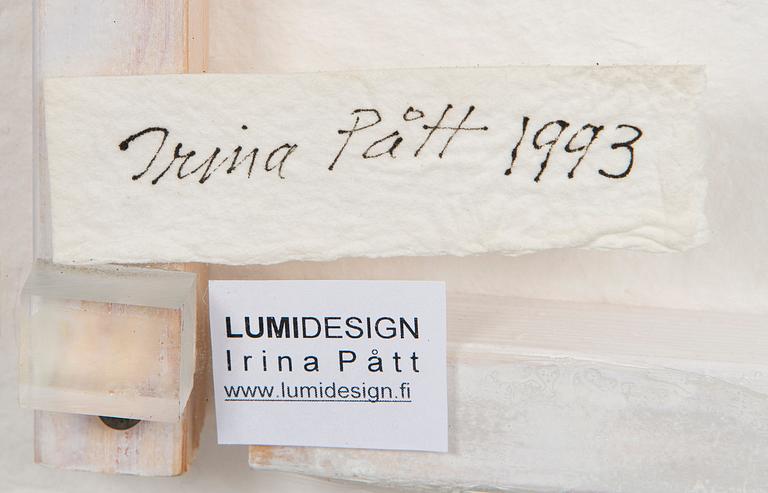 Irina Pått 1993
LUMIDESIGN
Irina Pått
www.lumidesign.fi